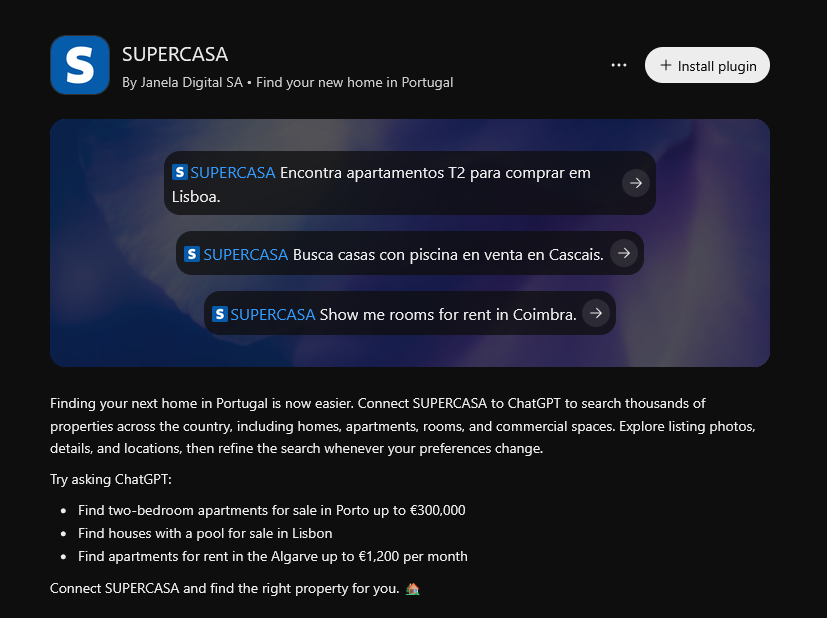 S
SUPERCASA
By Janela Digital SA • Find your new home in Portugal
... + Install plugin
S SUPERCASA Encontra apartamentos T2 para comprar em
Lisboa.
S SUPERCASA Busca casas con piscina en venta en Cascais.
S SUPERCASA Show me rooms for rent in Coimbra.
Finding your next home in Portugal is now easier. Connect SUPERCASA to ChatGPT to search thousands of
properties across the country, including homes, apartments, rooms, and commercial spaces. Explore listing photos,
details, and locations, then refine the search whenever your preferences change.
Try asking ChatGPT:
• Find two-bedroom apartments for sale in Porto up to €300,000
• Find houses with a pool for sale in Lisbon
• Find apartments for rent in the Algarve up to €1,200 per month
Connect SUPERCASA and find the right property for you. 🏡